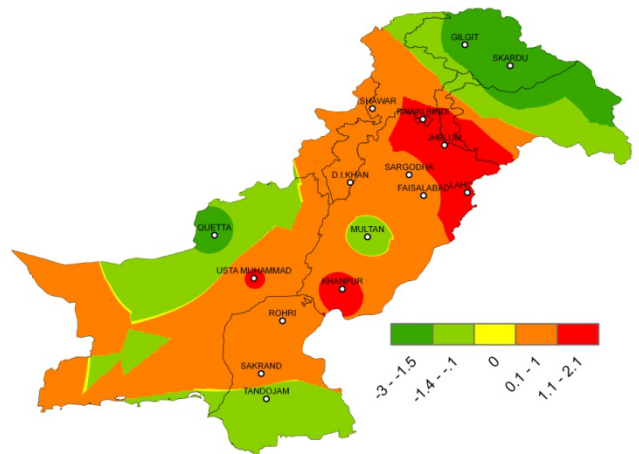 GILGIT
SKARDU
SHAWAR
RAWALPINDI
JHELUM
SARGODHA
D.I.KHAN
FAISALABAD
LAHO
MULTAN
QUETTA
USTA MUHAMMAD
KHANPUR
ROHRI
SAKRAND
TANDOJAM
-3 - -1.5
-1.4 - -.1
0
0.1 - 1
1.1 - 2.1